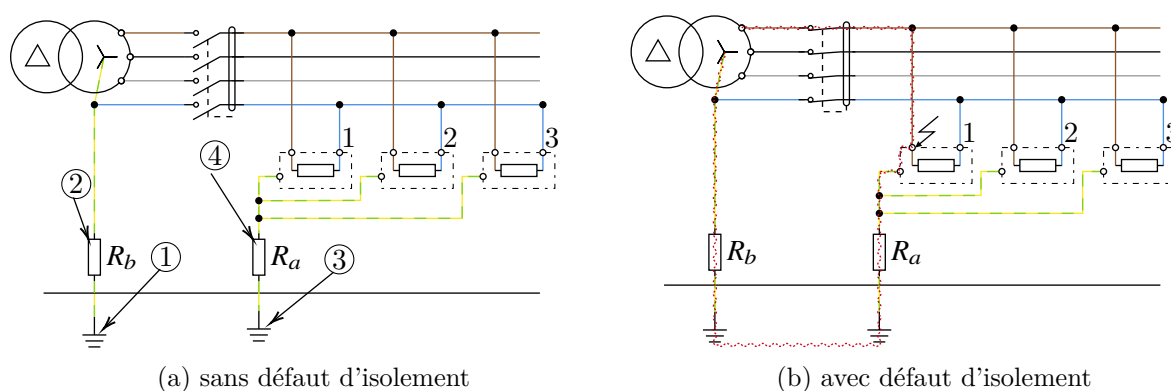 1
2
3
④
②
R_b
①
R_a
③
(a) sans défaut d'isolement
1
2
3
R_b
R_a
(b) avec défaut d'isolement